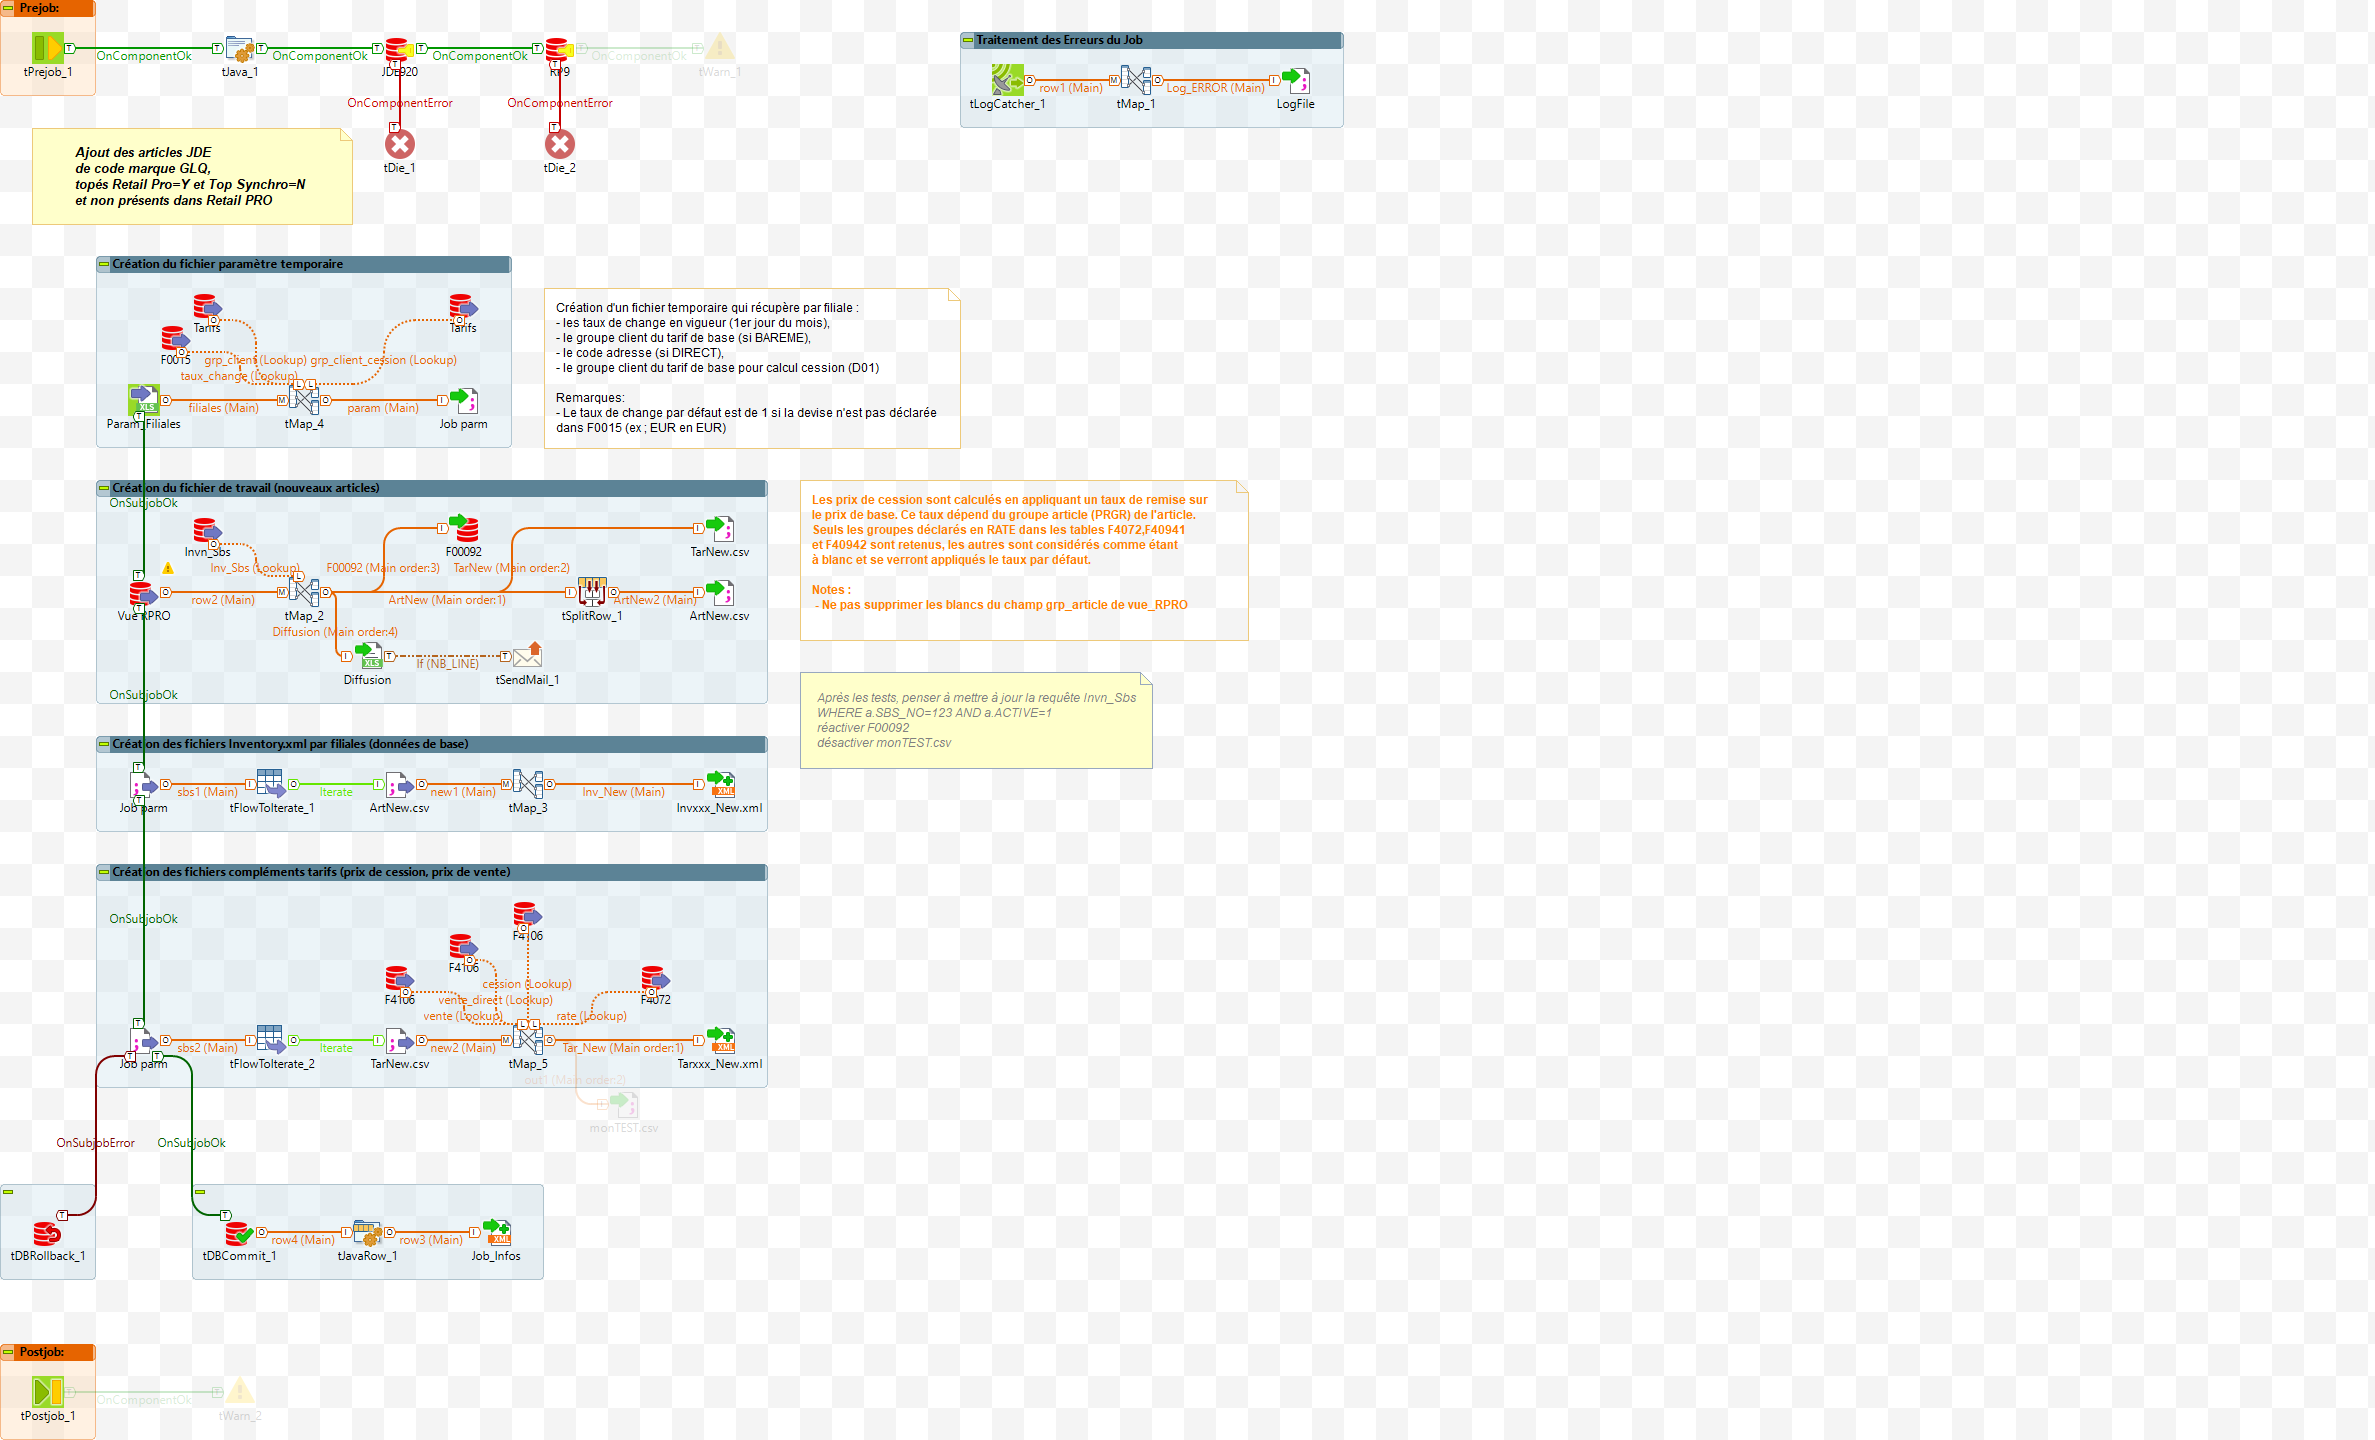 Prejob:
tPrejob_1
OnComponentOk
tJava_1
OnComponentOk
JDE920
OnComponentOk
RP9
OnComponentOk
tWarn_1
OnComponentError
OnComponentError
tDie_1
tDie_2
Traitement des Erreurs du Job
tLogCatcher_1
row1 (Main)
tMap_1
Log_ERROR (Main)
LogFile
Ajout des articles JDE
de code marque GLQ,
topés Retail Pro=Y et Top Synchro=N
et non présents dans Retail PRO
Création du fichier paramètre temporaire
Tarifs
Tarifs
F0015
grp_client (Lookup)
grp_client_cession (Lookup)
taux_change (Lookup)
Param_Filiales
filiales (Main)
tMap_4
param (Main)
Job parm
Création d'un fichier temporaire qui récupère par filiale :
- les taux de change en vigueur (1er jour du mois),
- le groupe client du tarif de base (si BAREME),
- le code adresse (si DIRECT),
- le groupe client du tarif de base pour calcul cession (D01)
Remarques:
- Le taux de change par défaut est de 1 si la devise n'est pas déclarée
dans F0015 (ex ; EUR en EUR)
Création du fichier de travail (nouveaux articles)
OnSubjobOk
Invn_Sbs
F00092
TarNew.csv
Inv_Sbs (Lookup)
F00092 (Main order:3)
TarNew (Main order:2)
Vue RPRO
row2 (Main)
tMap_2
ArtNew (Main order:1)
tSplitRow_1
ArtNew2 (Main)
ArtNew.csv
Diffusion (Main order:4)
Diffusion
If (NB_LINE)
tSendMail_1
OnSubjobOk
Les prix de cession sont calculés en appliquant un taux de remise sur
le prix de base. Ce taux dépend du groupe article (PRGR) de l'article.
Seuls les groupes déclarés en RATE dans les tables F4072,F40941
et F40942 sont retenus, les autres sont considérés comme étant
à blanc et se verront appliqués le taux par défaut.
Notes :
- Ne pas supprimer les blancs du champ grp_article de vue_RPRO
Après les tests, penser à mettre à jour la requête Invn_Sbs
WHERE a.SBS_NO=123 AND a.ACTIVE=1
réactiver F00092
désactiver monTEST.csv
Création des fichiers Inventory.xml par filiales (données de base)
Job parm
sbs1 (Main)
tFlowToIterate_1
Iterate
ArtNew.csv
new1 (Main)
tMap_3
Inv_New (Main)
Invxxx_New.xml
Création des fichiers compléments tarifs (prix de cession, prix de vente)
OnSubjobOk
F4106
F4106
F4106
F4072
cession (Lookup)
vente_direct (Lookup)
vente (Lookup)
rate (Lookup)
Job parm
sbs2 (Main)
tFlowToIterate_2
Iterate
TarNew.csv
new2 (Main)
tMap_5
Tar_New (Main order:1)
Tarxxx_New.xml
out1 (Main order:2)
monTEST.csv
OnSubjobError
OnSubjobOk
tDBRollback_1
tDBCommit_1
row4 (Main)
tJavaRow_1
row3 (Main)
Job_Infos
Postjob:
tPostjob_1
OnComponentOk
tWarn_2